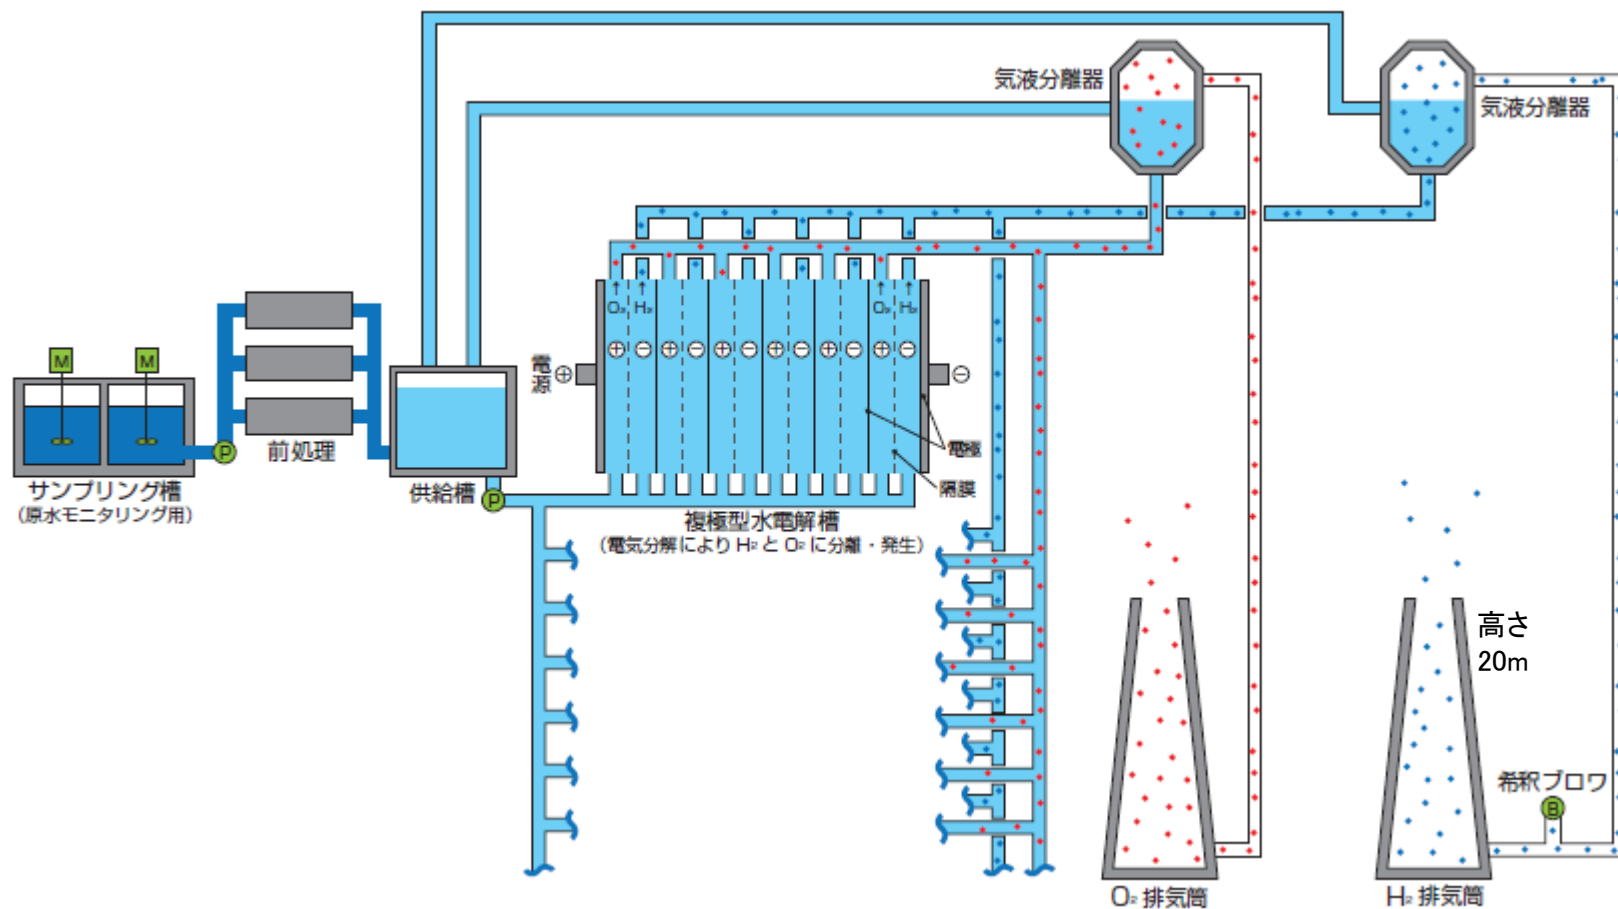 気液分離器
気液分離器
M
M
P
前処理
サンプリング槽
(原水モニタリング用)
供給槽
P
電源
⊕
⊖
↑
O₂
↑
H₂
↑
O₂
↑
H₂
⊕ ⊖ ⊕ ⊖ ⊕ ⊖ ⊕ ⊖ ⊕ ⊖ ⊕ ⊖
電極
隔膜
複極型水電解槽
(電気分解によりH₂とO₂に分離・発生)
高さ
20m
希釈ブロワ
B
O₂ 排気筒
H₂ 排気筒